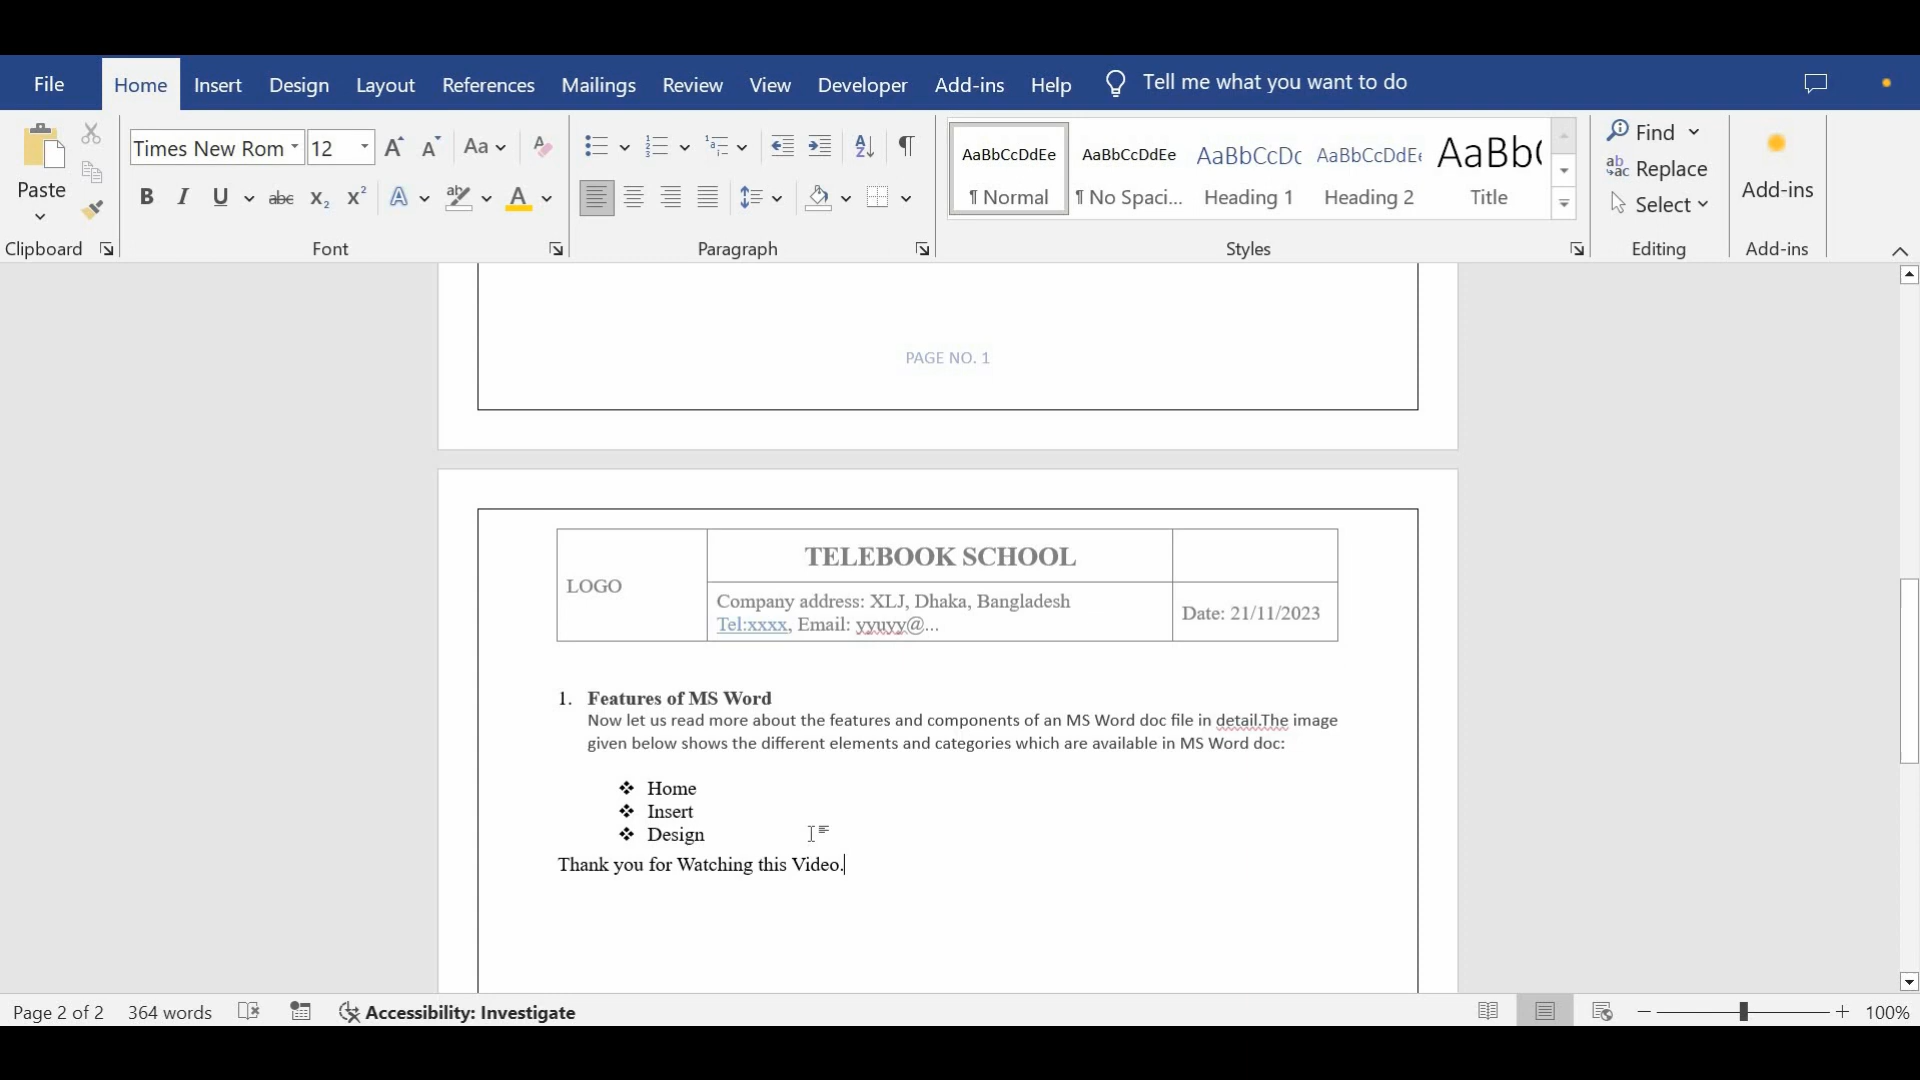 File Home Insert Design Layout References Mailings Review View Developer Add-ins Help Tell me what you want to do
Paste
Clipboard
Times New Rom 12 Aa
B I U abc X₂ X² A ab A
Font
Paragraph
AaBbCcDdEe AaBbCcDdEe AaBbCcDc AaBbCcDdEe AaBb(
¶ Normal ¶ No Spaci... Heading 1 Heading 2 Title
Styles
Find
Replace
Select
Editing
Add-ins
Add-ins
PAGE NO. 1
LOGO
TELEBOOK SCHOOL
Company address: XLJ, Dhaka, Bangladesh
Tel:xxxx, Email: yyuyy@...
Date: 21/11/2023
1. Features of MS Word
Now let us read more about the features and components of an MS Word doc file in detail.The image
given below shows the different elements and categories which are available in MS Word doc:
❖ Home
❖ Insert
❖ Design
Thank you for Watching this Video.
Page 2 of 2 364 words Accessibility: Investigate 100%